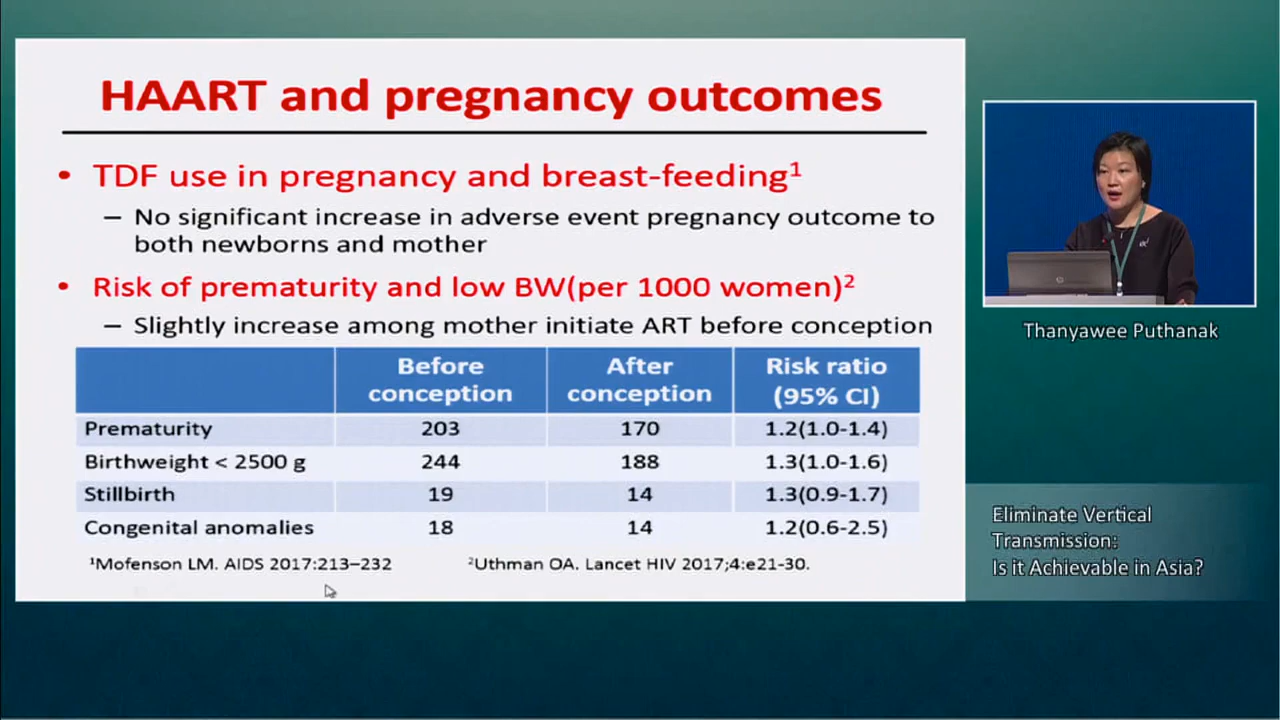 HAART and pregnancy outcomes
• TDF use in pregnancy and breast-feeding¹
– No significant increase in adverse event pregnancy outcome to
both newborns and mother
• Risk of prematurity and low BW(per 1000 women)²
– Slightly increase among mother initiate ART before conception
Before conception After conception Risk ratio (95% CI)
Prematurity 203 170 1.2(1.0-1.4)
Birthweight < 2500 g 244 188 1.3(1.0-1.6)
Stillbirth 19 14 1.3(0.9-1.7)
Congenital anomalies 18 14 1.2(0.6-2.5)
¹Mofenson LM. AIDS 2017:213–232 ²Uthman OA. Lancet HIV 2017;4:e21-30.
Thanyawee Puthanak
Eliminate Vertical
Transmission:
Is it Achievable in Asia?